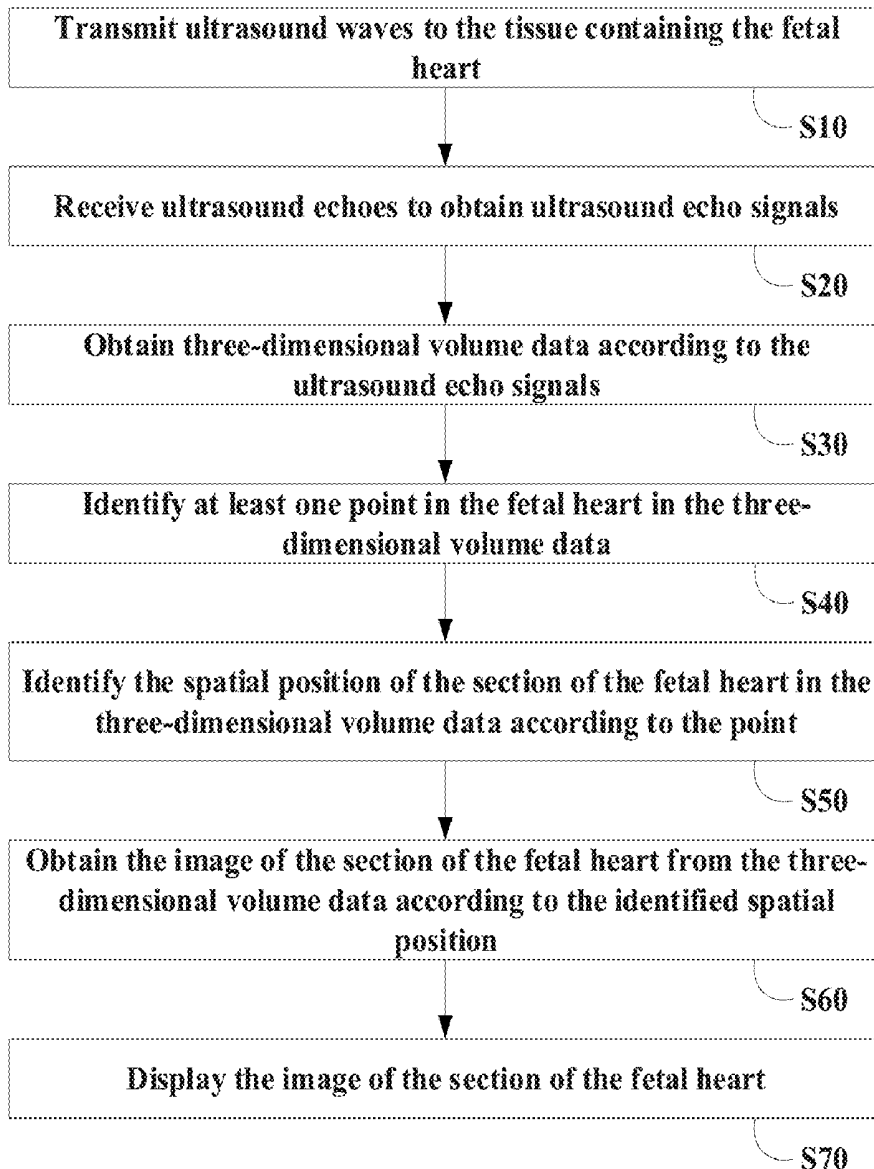 Transmit ultrasound waves to the tissue containing the fetal
heart
S10
Receive ultrasound echoes to obtain ultrasound echo signals
S20
Obtain three-dimensional volume data according to the
ultrasound echo signals
S30
Identify at least one point in the fetal heart in the three-
dimensional volume data
S40
Identify the spatial position of the section of the fetal heart in the
three-dimensional volume data according to the point
S50
Obtain the image of the section of the fetal heart from the three-
dimensional volume data according to the identified spatial
position
S60
Display the image of the section of the fetal heart
S70